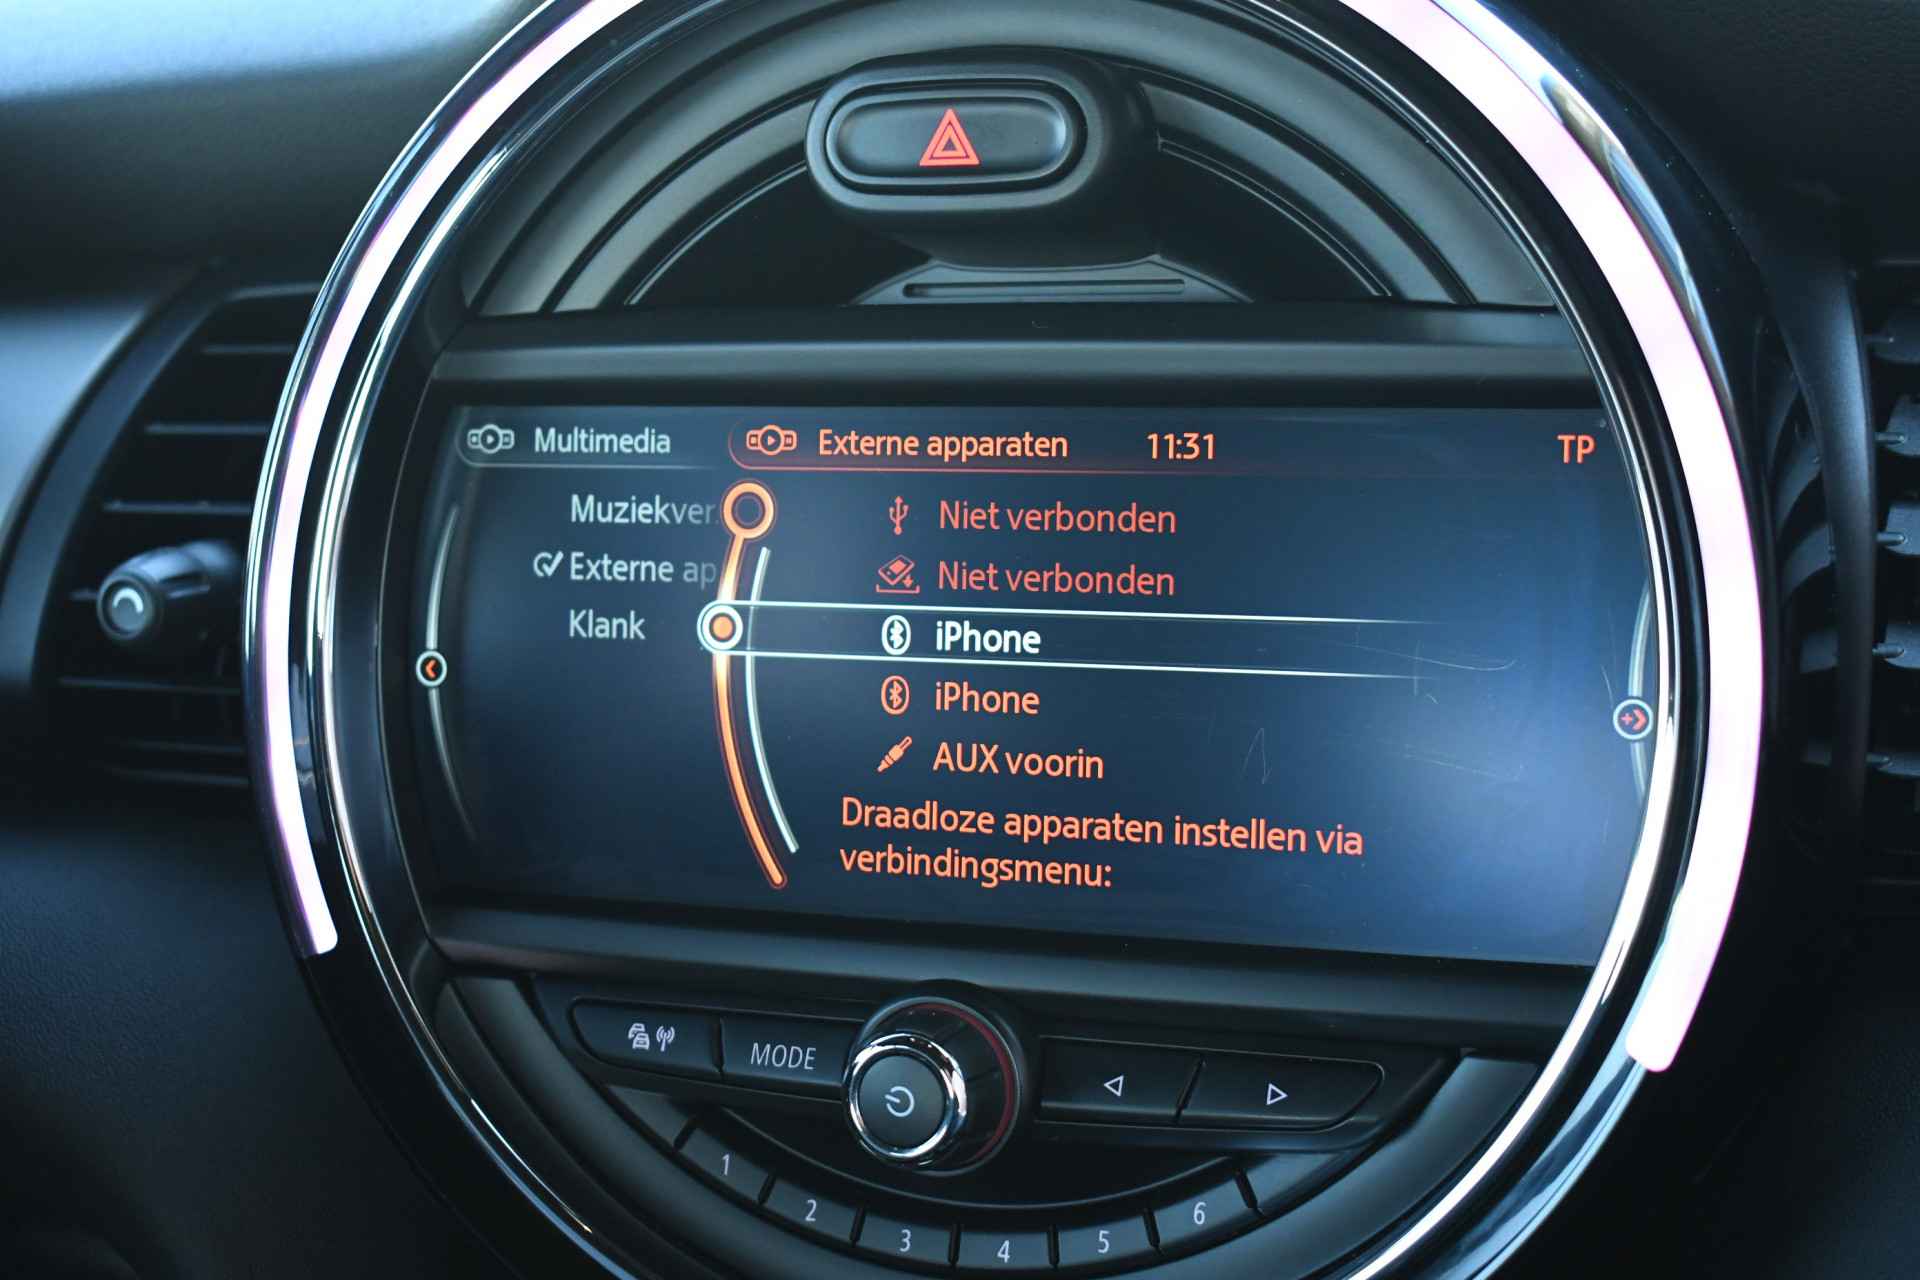 Multimedia
Externe apparaten 11:31 TP
Muziekver
Externe ap
Klank
Niet verbonden
Niet verbonden
iPhone
iPhone
AUX voorin
Draadloze apparaten instellen via
verbindingsmenu:
MODE
1 2 3 4 5 6